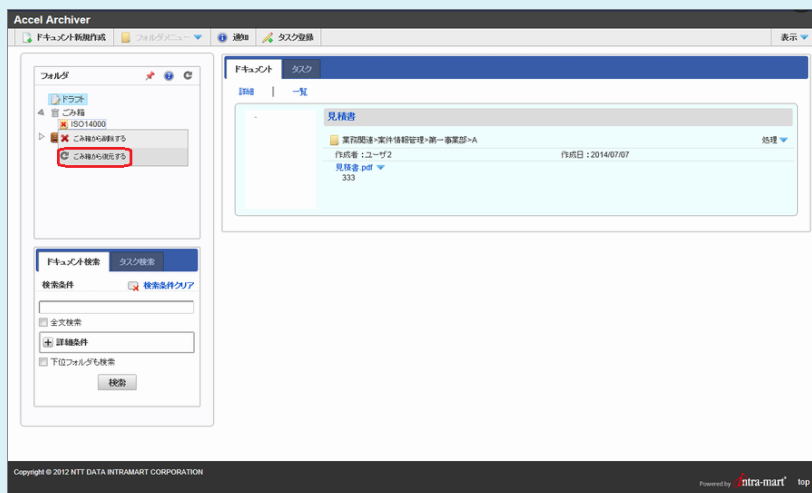 Accel Archiver
ドキュメント新規作成 フォルダメニュー 通知 タスク登録 表示
フォルダ
ドラフト
ごみ箱
ISO14000
ごみ箱から削除する
ごみ箱から復元する
ドキュメント タスク
詳細 | 一覧
-
見積書
業務関連>案件情報管理>第一事業部>A 処理
作成者：ユーザ2 作成日：2014/07/07
見積書.pdf
333
ドキュメント検索 タスク検索
検索条件 検索条件クリア
全文検索
詳細条件
下位フォルダも検索
検索
Copyright © 2012 NTT DATA INTRAMART CORPORATION
Powered by intra-mart top